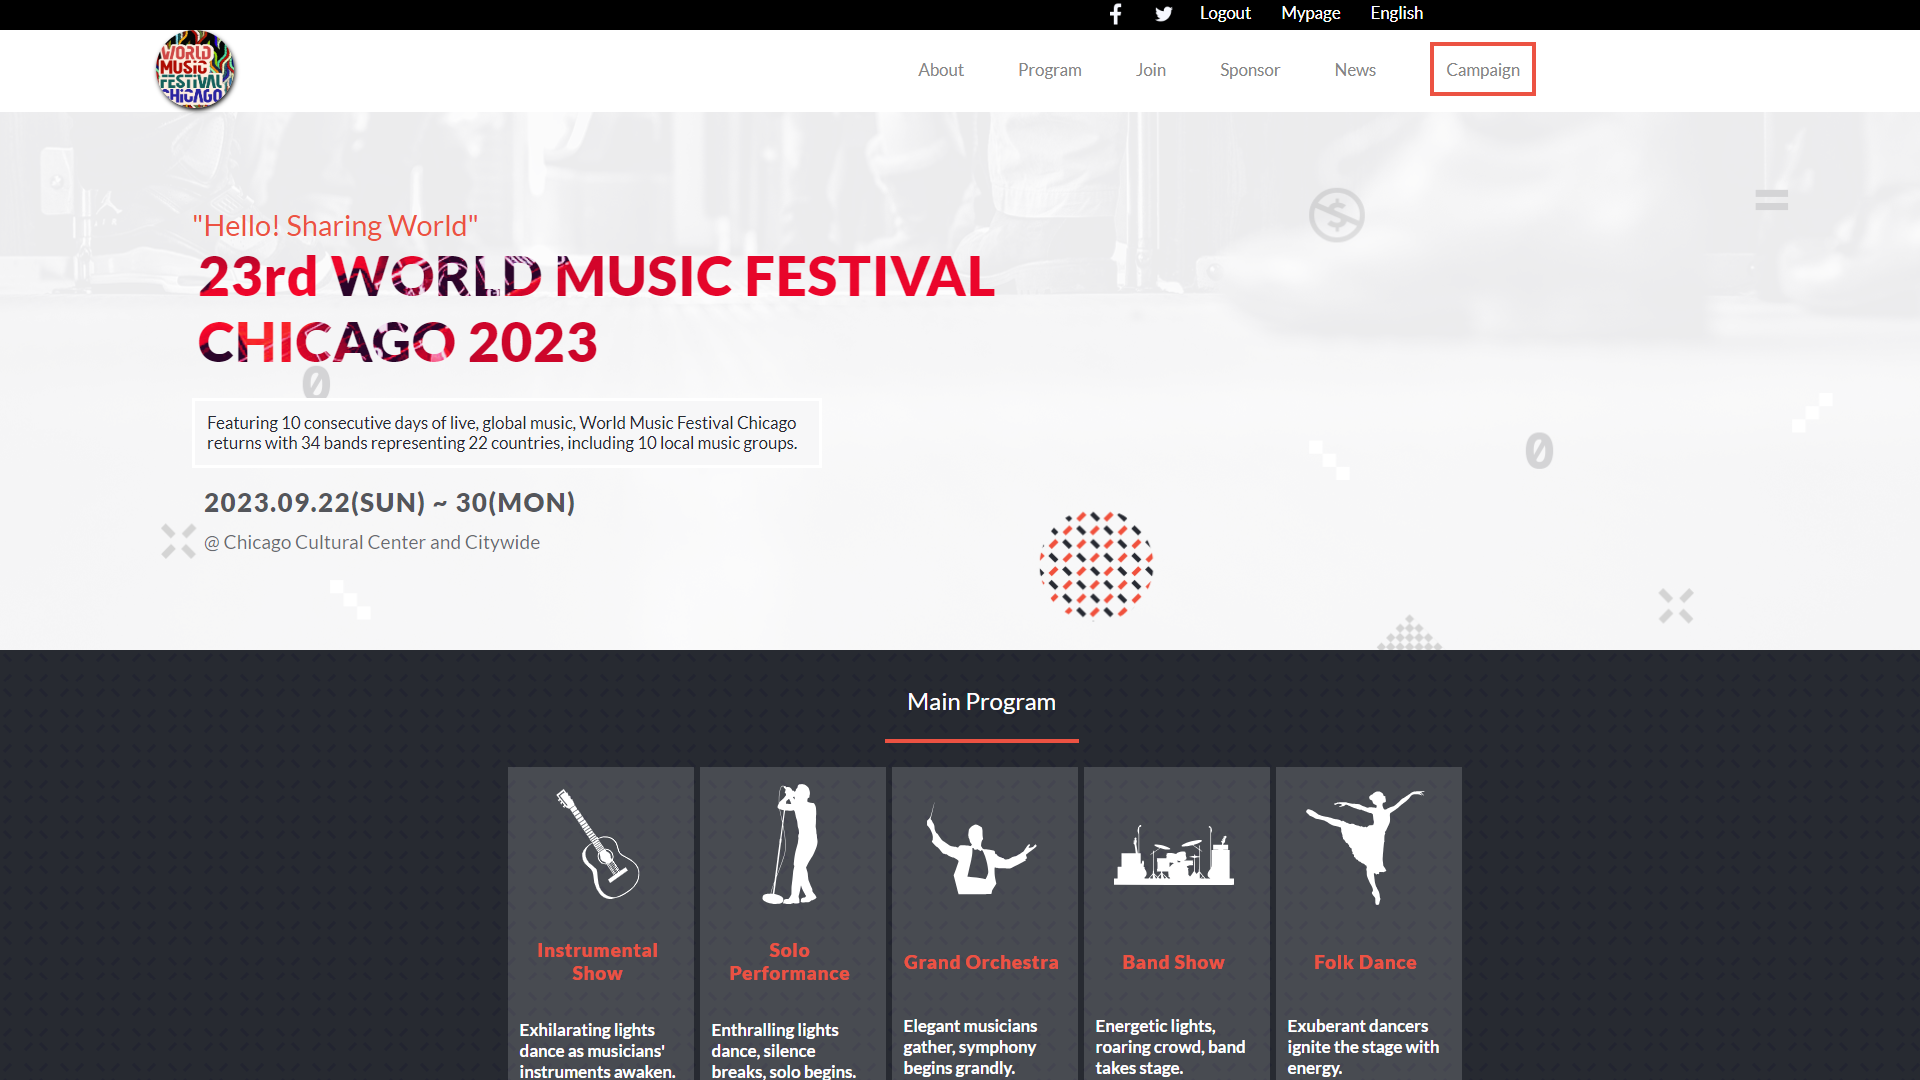 Logout Mypage English
WORLD
MUSIC
FESTIVAL
CHICAGO
About Program Join Sponsor News Campaign
"Hello! Sharing World"
23rd WORLD MUSIC FESTIVAL
CHICAGO 2023
Featuring 10 consecutive days of live, global music, World Music Festival Chicago
returns with 34 bands representing 22 countries, including 10 local music groups.
2023.09.22(SUN) ~ 30(MON)
@ Chicago Cultural Center and Citywide
Main Program
Instrumental
Show
Exhilarating lights
dance as musicians'
instruments awaken.
Solo
Performance
Enthralling lights
dance, silence
breaks, solo begins.
Grand Orchestra
Elegant musicians
gather, symphony
begins grandly.
Band Show
Energetic lights,
roaring crowd, band
takes stage.
Folk Dance
Exuberant dancers
ignite the stage with
energy.